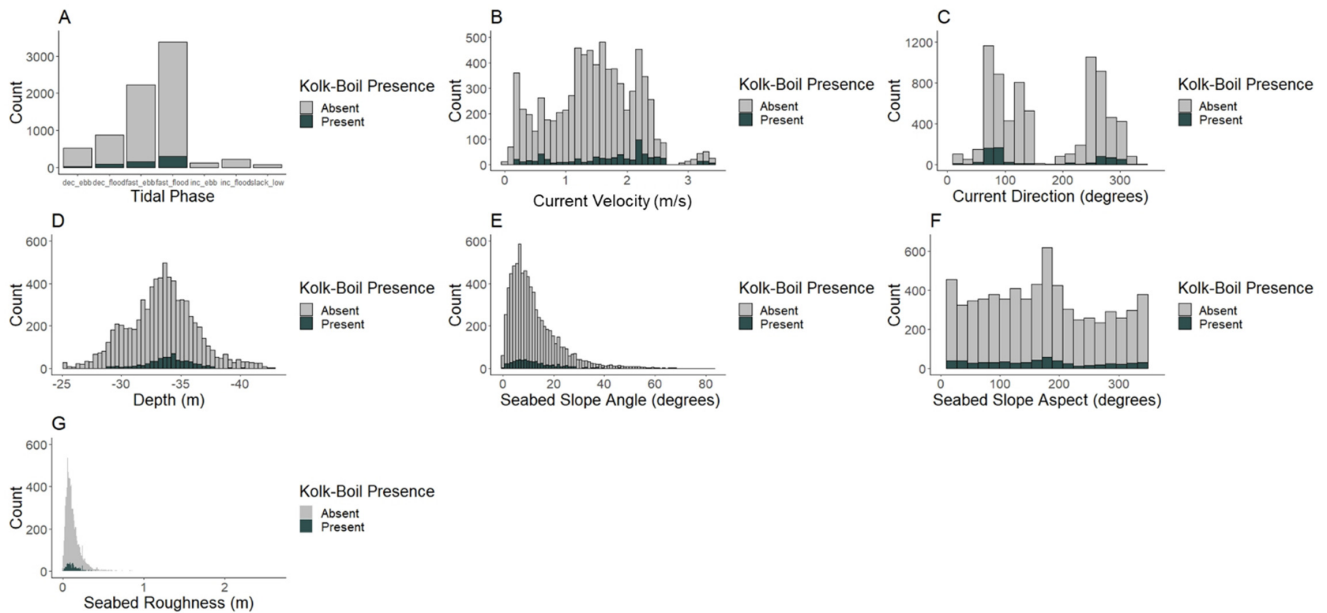 A
3000
2000
1000
0
Count
dec_ebb dec_flood fast_ebb fast_flood inc_ebb inc_flood slack_low
Tidal Phase
Kolk-Boil Presence
Absent
Present
B
500
400
300
200
100
0
Count
0 1 2 3
Current Velocity (m/s)
Kolk-Boil Presence
Absent
Present
C
1200
800
400
0
Count
0 100 200 300
Current Direction (degrees)
Kolk-Boil Presence
Absent
Present
D
600
400
200
0
Count
-25 -30 -35 -40
Depth (m)
Kolk-Boil Presence
Absent
Present
E
600
400
200
0
Count
0 20 40 60 80
Seabed Slope Angle (degrees)
Kolk-Boil Presence
Absent
Present
F
600
400
200
0
Count
0 100 200 300
Seabed Slope Aspect (degrees)
Kolk-Boil Presence
Absent
Present
G
600
400
200
0
Count
0 1 2
Seabed Roughness (m)
Kolk-Boil Presence
Absent
Present